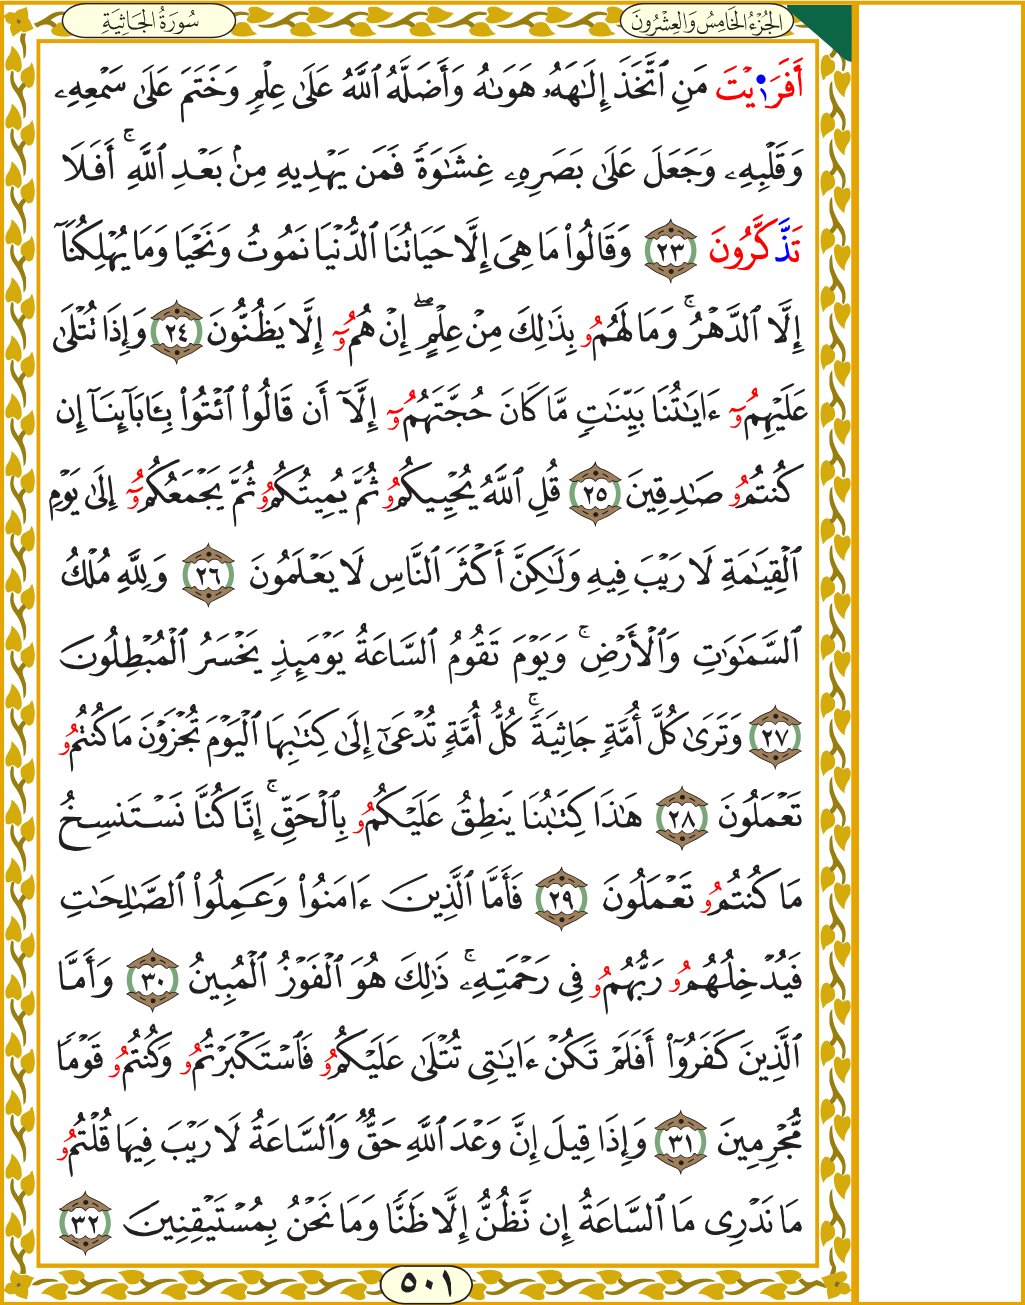 الجُزْءُ الخَامِسُ وَالعِشْرُونَ
سُورَةُ الجَاثِيَةِ
أَفَرَٰ۬يْتَ مَنِ ٱتَّخَذَ إِلَٰهَهُۥ هَوَىٰهُ وَأَضَلَّهُ ٱللَّهُ عَلَىٰ عِلْمٖ وَخَتَمَ عَلَىٰ سَمْعِهِۦ
وَقَلْبِهِۦ وَجَعَلَ عَلَىٰ بَصَرِهِۦ غِشَٰوَةٗ فَمَن يَهْدِيهِ مِنۢ بَعْدِ ٱللَّهِۚ أَفَلَا
تَذَّكَّرُونَ ٢٣ وَقَالُواْ مَا هِىَ إِلَّا حَيَاتُنَا ٱلدُّنْيَا نَمُوتُ وَنَحْيَا وَمَا يُهْلِكُنَآ
إِلَّا ٱلدَّهْرُۚ وَمَا لَهُمُۥ بِذَٰلِكَ مِنْ عِلْمٍۖ إِنْ هُمُۥٓ إِلَّا يَظُنُّونَ ٢٤ وَإِذَا تُتْلَىٰ
عَلَيْهِمُۥٓ ءَايَٰتُنَا بَيِّنَٰتٖ مَّا كَانَ حُجَّتَهُمُۥٓ إِلَّآ أَن قَالُواْ ٱئْتُواْ بِـَٔابَآئِنَآ إِن
كُنتُمُۥ صَٰدِقِينَ ٢٥ قُلِ ٱللَّهُ يُحْيِيكُمُۥ ثُمَّ يُمِيتُكُمُۥ ثُمَّ يَجْمَعُكُمُۥٓ إِلَىٰ يَوْمِ
ٱلْقِيَٰمَةِ لَا رَيْبَ فِيهِ وَلَٰكِنَّ أَكْثَرَ ٱلنَّاسِ لَا يَعْلَمُونَ ٢٦ وَلِلَّهِ مُلْكُ
ٱلسَّمَٰوَٰتِ وَٱلْأَرْضِۚ وَيَوْمَ تَقُومُ ٱلسَّاعَةُ يَوْمَئِذٖ يَخْسَرُ ٱلْمُبْطِلُونَ
٢٧ وَتَرَىٰ كُلَّ أُمَّةٖ جَاثِيَةٗۚ كُلُّ أُمَّةٖ تُدْعَىٰٓ إِلَىٰ كِتَٰبِهَا ٱلْيَوْمَ تُجْزَوْنَ مَا كُنتُمُۥ
تَعْمَلُونَ ٢٨ هَٰذَا كِتَٰبُنَا يَنطِقُ عَلَيْكُمُۥ بِٱلْحَقِّۚ إِنَّا كُنَّا نَسْتَنسِخُ
مَا كُنتُمُۥ تَعْمَلُونَ ٢٩ فَأَمَّا ٱلَّذِينَ ءَامَنُواْ وَعَمِلُواْ ٱلصَّٰلِحَٰتِ
فَيُدْخِلُهُمُۥ رَبُّهُمُۥ فِى رَحْمَتِهِۦۚ ذَٰلِكَ هُوَ ٱلْفَوْزُ ٱلْمُبِينُ ٣٠ وَأَمَّا
ٱلَّذِينَ كَفَرُوٓاْ أَفَلَمْ تَكُنْ ءَايَٰتِى تُتْلَىٰ عَلَيْكُمُۥ فَٱسْتَكْبَرْتُمُۥ وَكُنتُمُۥ قَوْمٗا
مُّجْرِمِينَ ٣١ وَإِذَا قِيلَ إِنَّ وَعْدَ ٱللَّهِ حَقّٞ وَٱلسَّاعَةُ لَا رَيْبَ فِيهَا قُلْتُمُۥ
مَا نَدْرِى مَا ٱلسَّاعَةُ إِن نَّظُنُّ إِلَّا ظَنّٗا وَمَا نَحْنُ بِمُسْتَيْقِنِينَ ٣٢
٥٠١